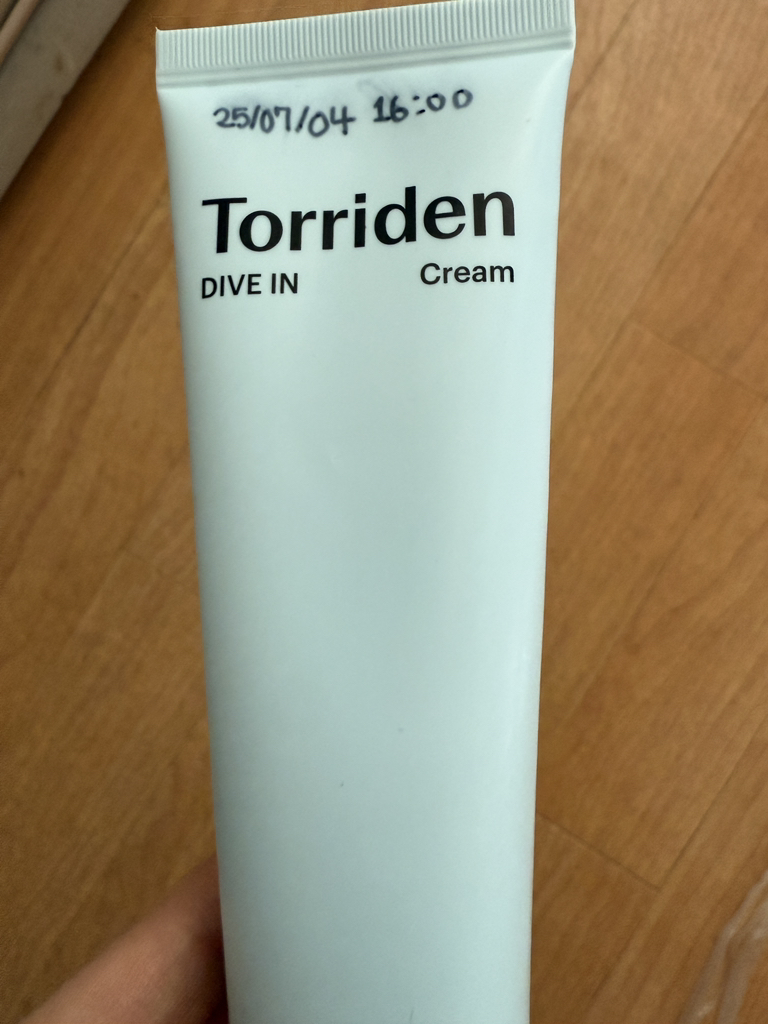 25/07/04 16:00
Torriden
DIVE IN Cream